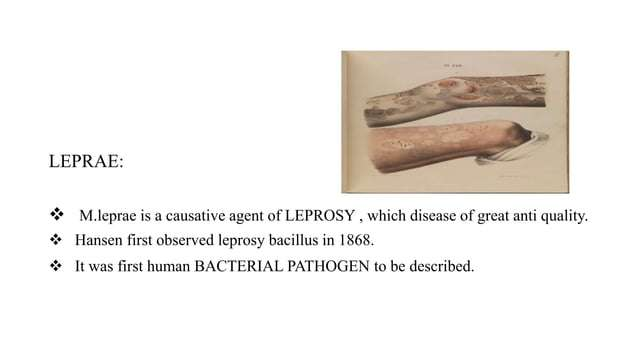 LEPRAE:
❖ M.leprae is a causative agent of LEPROSY , which disease of great anti quality.
❖ Hansen first observed leprosy bacillus in 1868.
❖ It was first human BACTERIAL PATHOGEN to be described.